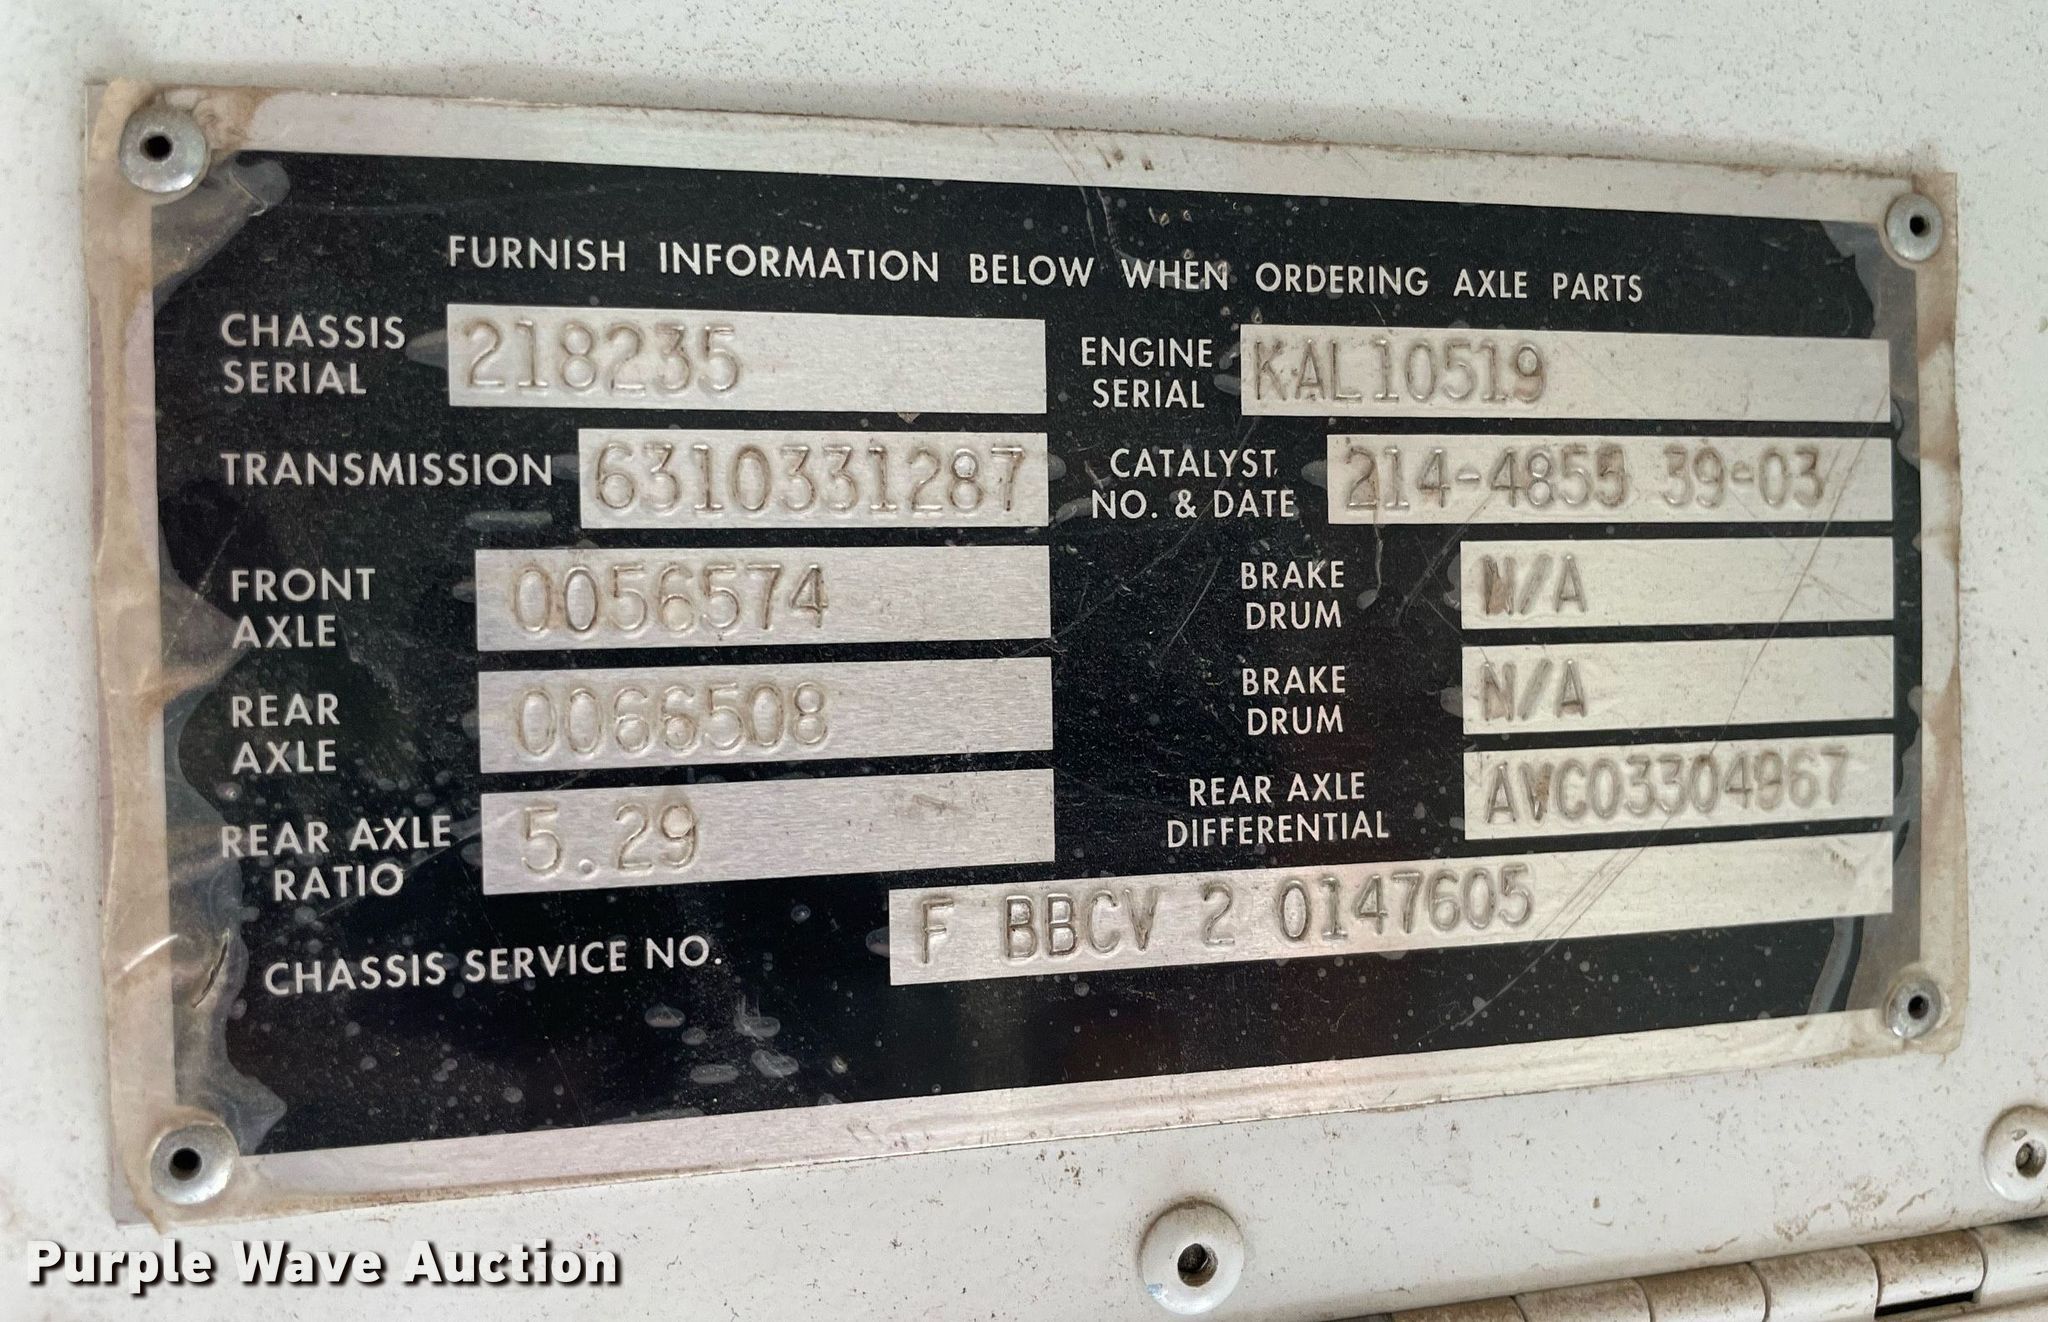 FURNISH INFORMATION BELOW WHEN ORDERING AXLE PARTS
CHASSIS SERIAL 218235
ENGINE SERIAL KAL10519
TRANSMISSION 6310331287
CATALYST NO. & DATE 214-4855 39-03
FRONT AXLE 0056574
BRAKE DRUM N/A
REAR AXLE 0066508
BRAKE DRUM N/A
REAR AXLE RATIO 5.29
REAR AXLE DIFFERENTIAL AVC03304967
CHASSIS SERVICE NO. F BBCV 2 0147605
Purple Wave Auction